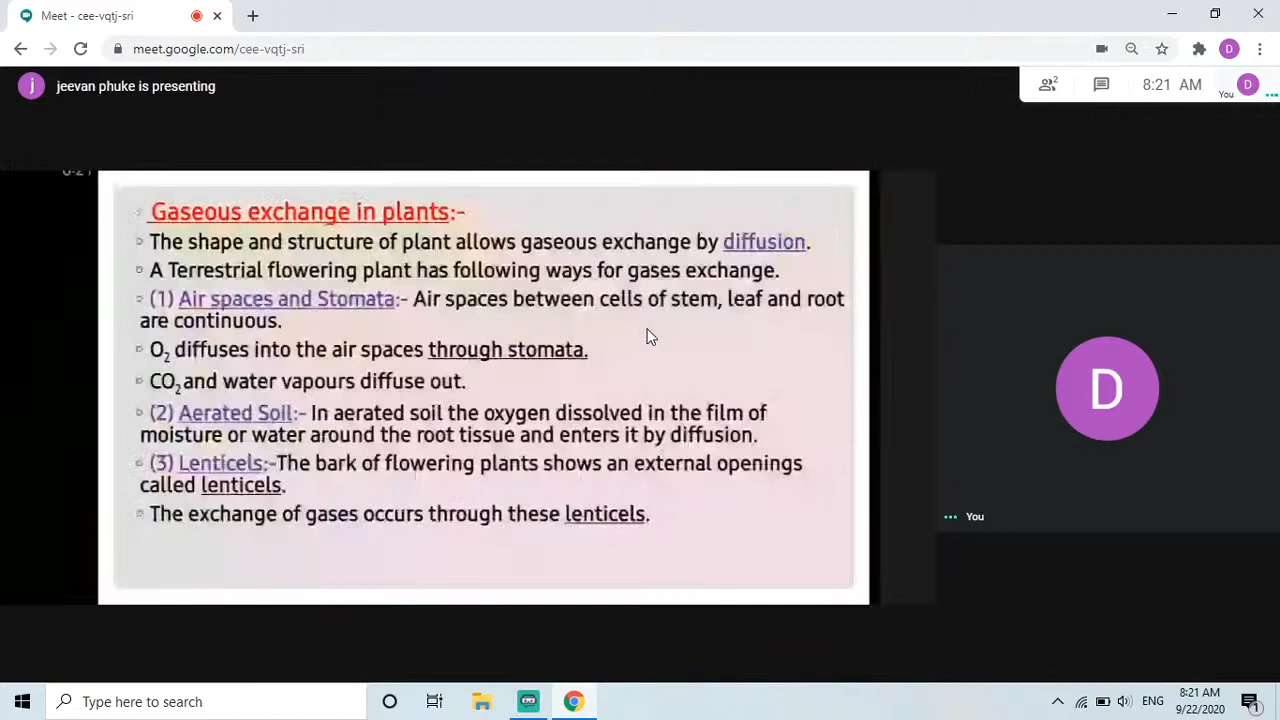 Meet - cee-vqtj-sri
meet.google.com/cee-vqtj-sri
D
j
jeevan phuke is presenting
2
8:21 AM
You
D
Gaseous exchange in plants:-
The shape and structure of plant allows gaseous exchange by diffusion.
A Terrestrial flowering plant has following ways for gases exchange.
(1) Air spaces and Stomata:- Air spaces between cells of stem, leaf and root
are continuous.
O2 diffuses into the air spaces through stomata.
CO2 and water vapours diffuse out.
(2) Aerated Soil:- In aerated soil the oxygen dissolved in the film of
moisture or water around the root tissue and enters it by diffusion.
(3) Lenticels:-The bark of flowering plants shows an external openings
called lenticels.
The exchange of gases occurs through these lenticels.
D
You
Type here to search
ENG
8:21 AM
9/22/2020
1